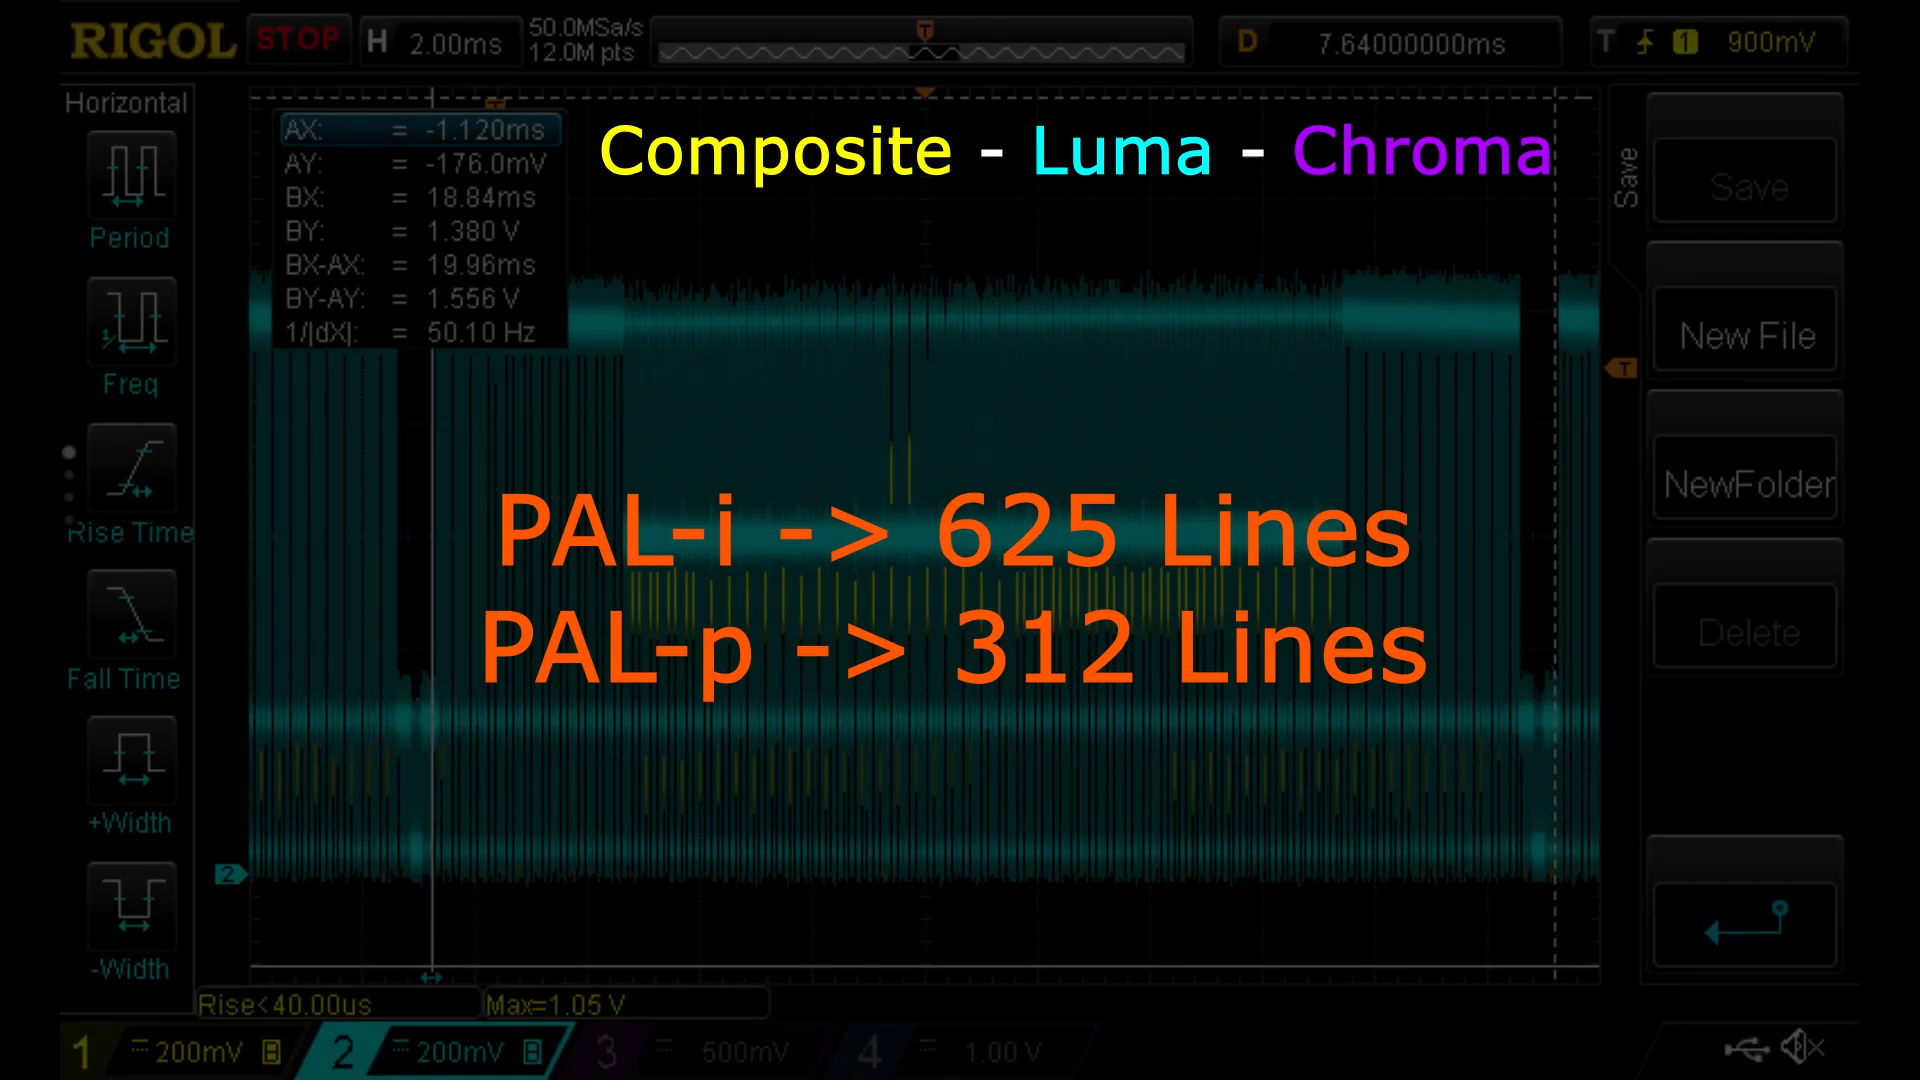 RIGOL STOP H 2.00ms 50.0MSa/s D 7.64000000ms T 1 900mV
12.0M pts
T
Horizontal
Period
Freq
Rise Time
Fall Time
+Width
-Width
AX: = -1.120ms
AY: = -176.0mV
BX: = 18.84ms
BY: = 1.380 V
BX-AX: = 19.96ms
BY-AY: = 1.556 V
1/|dX|: = 50.10 Hz
Composite - Luma - Chroma
PAL-i -> 625 Lines
PAL-p -> 312 Lines
T
2
Save
Save
New File
NewFolder
Delete
Rise<40.00us Max=1.05 V
1 200mV B 2 200mV B 3 500mV 4 1.00 V